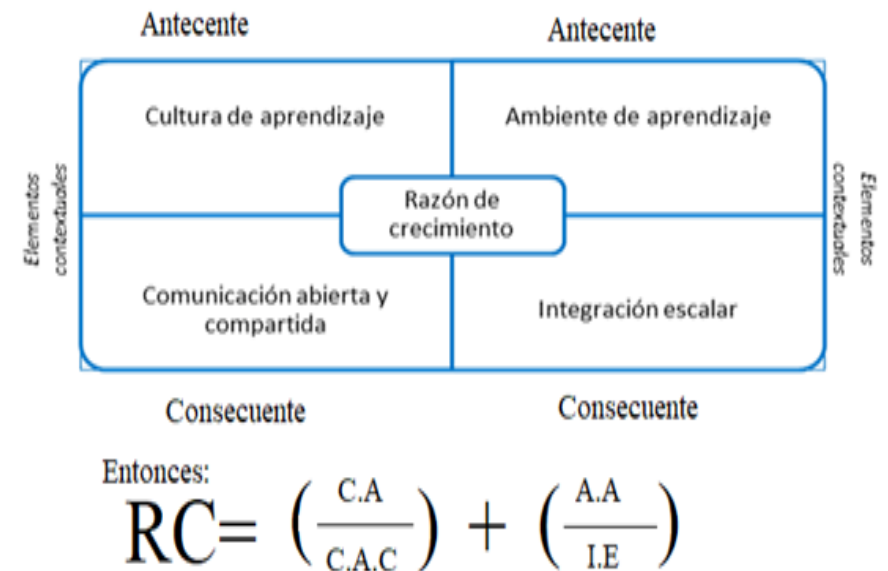 Antecente
Antecente
Cultura de aprendizaje
Ambiente de aprendizaje
Elementos
contextuales
Razón de
crecimiento
Elementos
contextuales
Comunicación abierta y
compartida
Integración escalar
Consecuente
Consecuente
Entonces:
RC= (C.A / C.A.C) + (A.A / I.E)